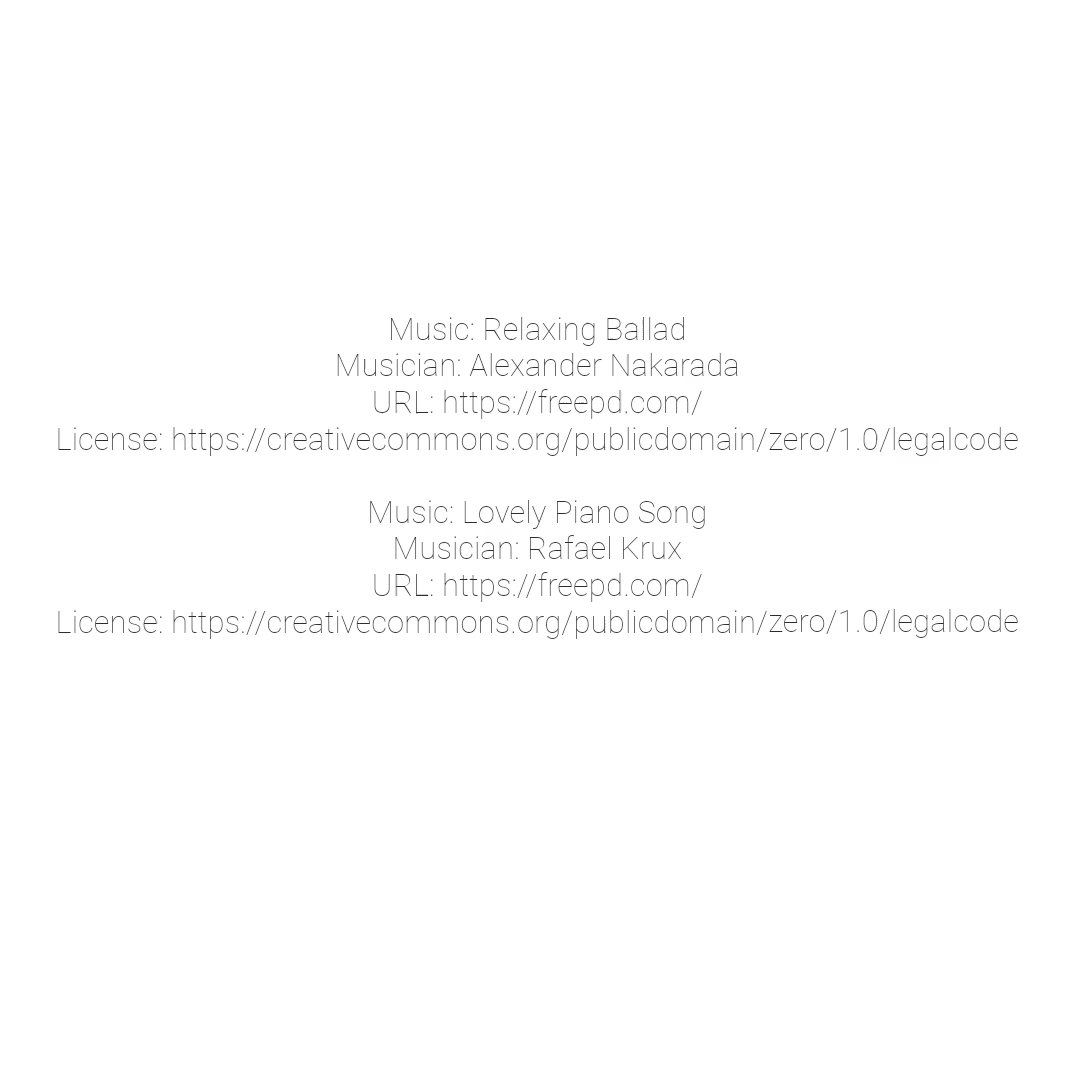 Music: Relaxing Ballad
Musician: Alexander Nakarada
URL: https://freepd.com/
License: https://creativecommons.org/publicdomain/zero/1.0/legalcode
Music: Lovely Piano Song
Musician: Rafael Krux
URL: https://freepd.com/
License: https://creativecommons.org/publicdomain/zero/1.0/legalcode